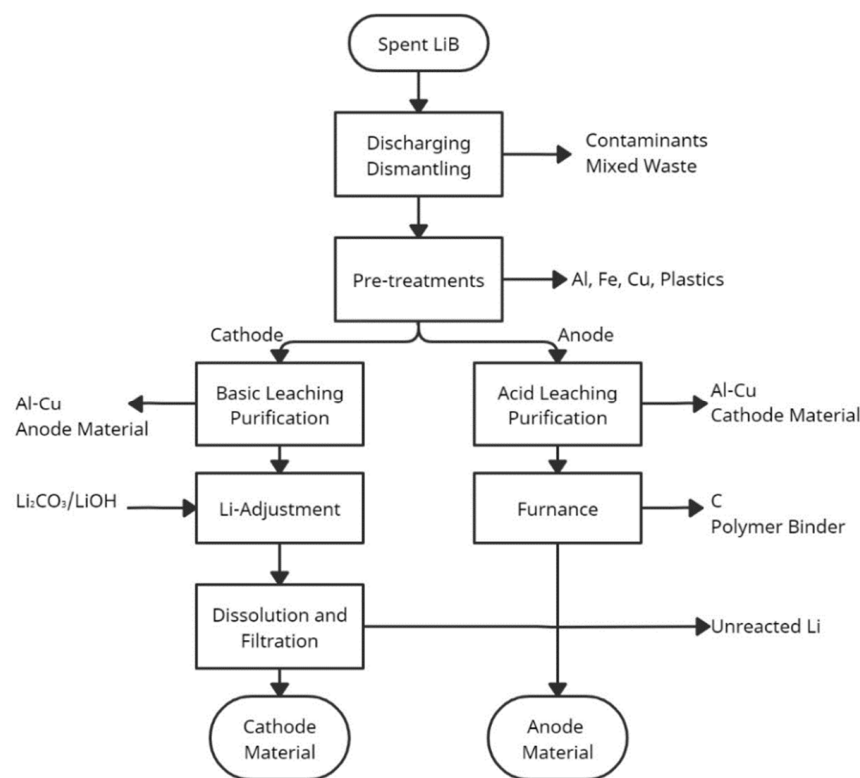 Spent LiB
Discharging
Dismantling
Contaminants
Mixed Waste
Pre-treatments
Al, Fe, Cu, Plastics
Cathode
Anode
Al-Cu
Anode Material
Basic Leaching
Purification
Acid Leaching
Purification
Al-Cu
Cathode Material
Li₂CO₃/LiOH
Li-Adjustment
Furnance
C
Polymer Binder
Dissolution and
Filtration
Unreacted Li
Cathode
Material
Anode
Material